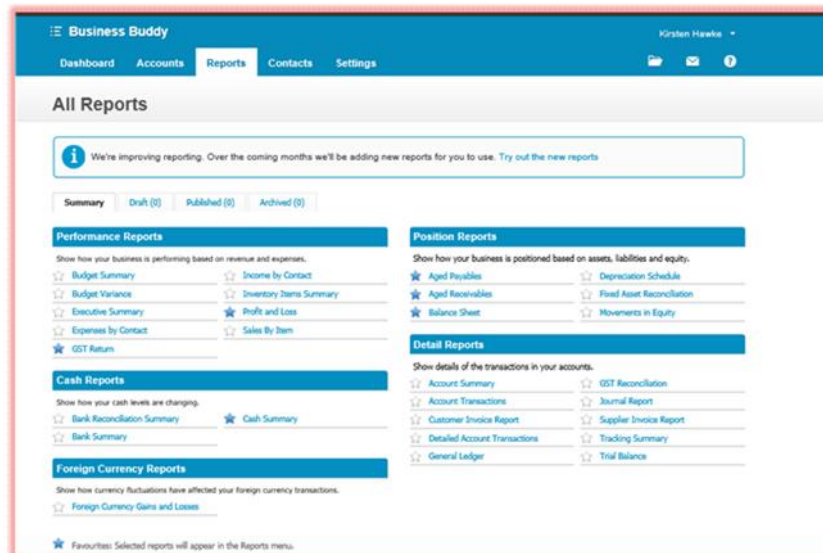 Business Buddy
Kirsten Hawke
Dashboard Accounts Reports Contacts Settings
All Reports
We're improving reporting. Over the coming months we'll be adding new reports for you to use. Try out the new reports
Summary Draft (0) Published (0) Archived (0)
Performance Reports
Show how your business is performing based on revenue and expenses.
Budget Summary Income by Contact
Budget Variance Inventory Items Summary
Executive Summary Profit and Loss
Expenses by Contact Sales By Item
GST Return
Cash Reports
Show how your cash levels are changing.
Bank Reconciliation Summary Cash Summary
Bank Summary
Foreign Currency Reports
Show how currency fluctuations have affected your foreign currency transactions.
Foreign Currency Gains and Losses
Position Reports
Show how your business is positioned based on assets, liabilities and equity.
Aged Payables Depreciation Schedule
Aged Receivables Fixed Asset Reconciliation
Balance Sheet Movements in Equity
Detail Reports
Show details of the transactions in your accounts.
Account Summary GST Reconciliation
Account Transactions Journal Report
Customer Invoice Report Supplier Invoice Report
Detailed Account Transactions Tracking Summary
General Ledger Trial Balance
Favourites: Selected reports will appear in the Reports menu.